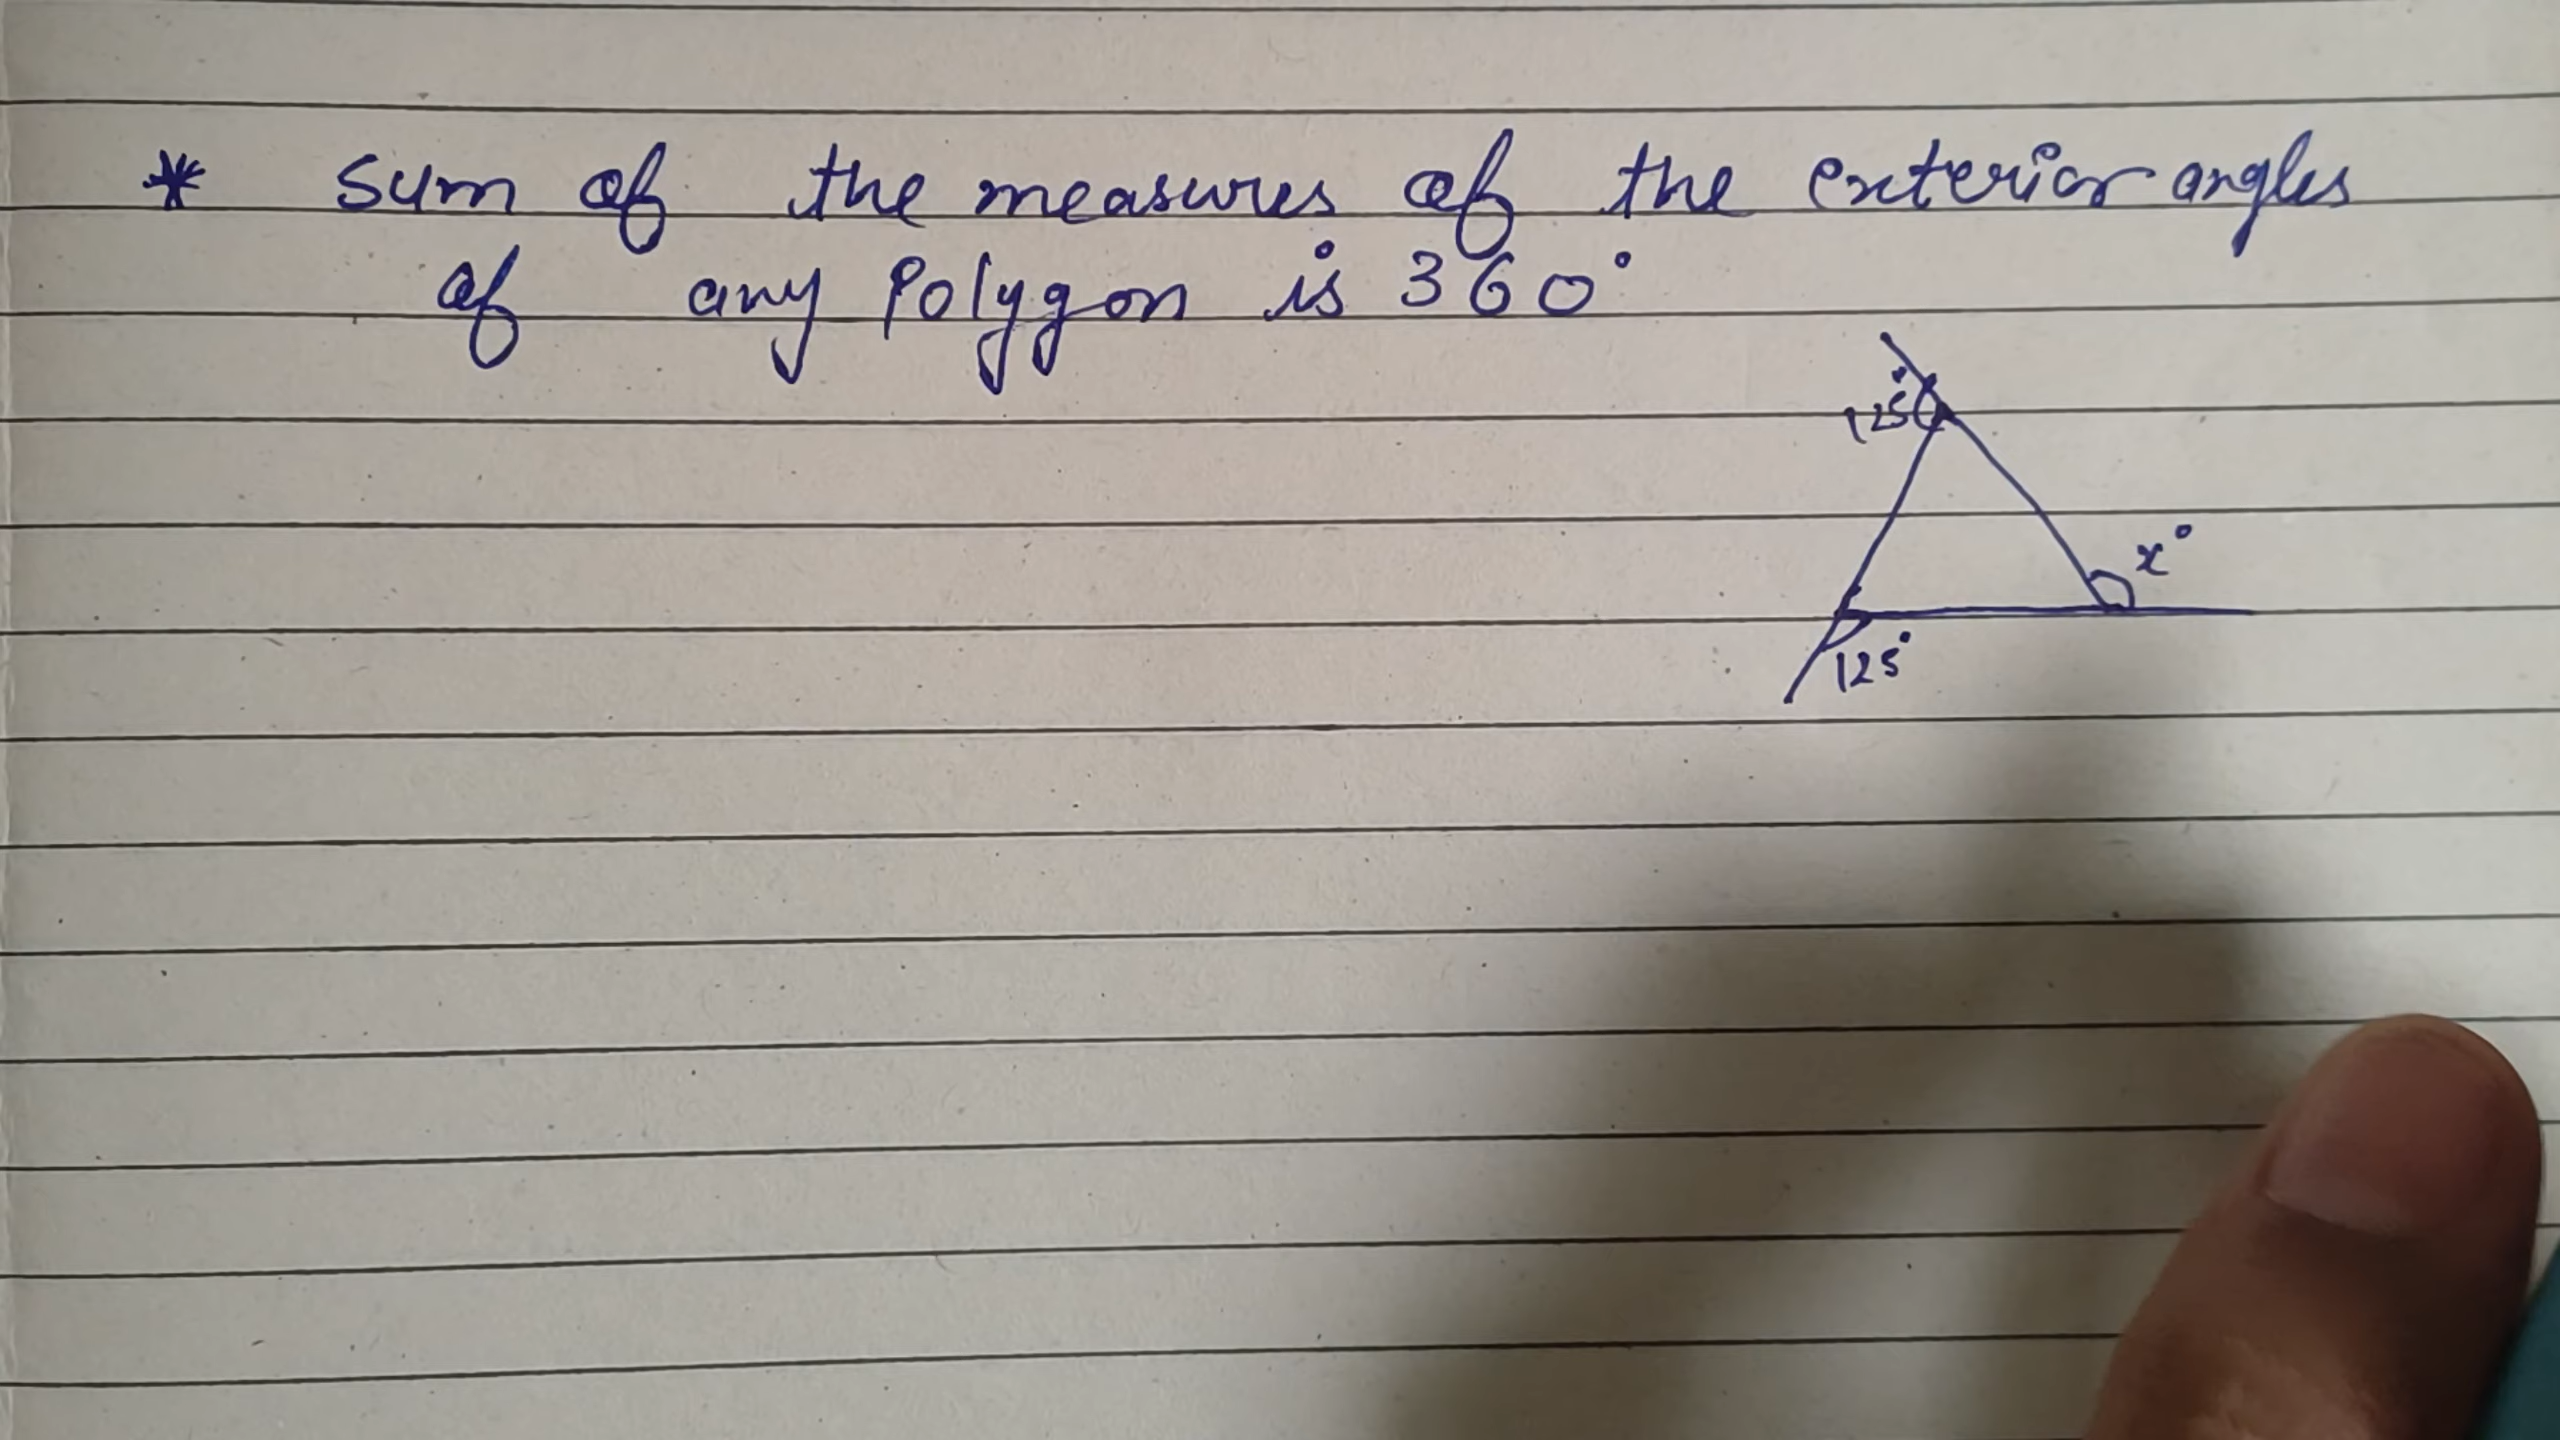 * Sum of the measures of the exterior angles
of any Polygon is 360°
125°
x°
125°